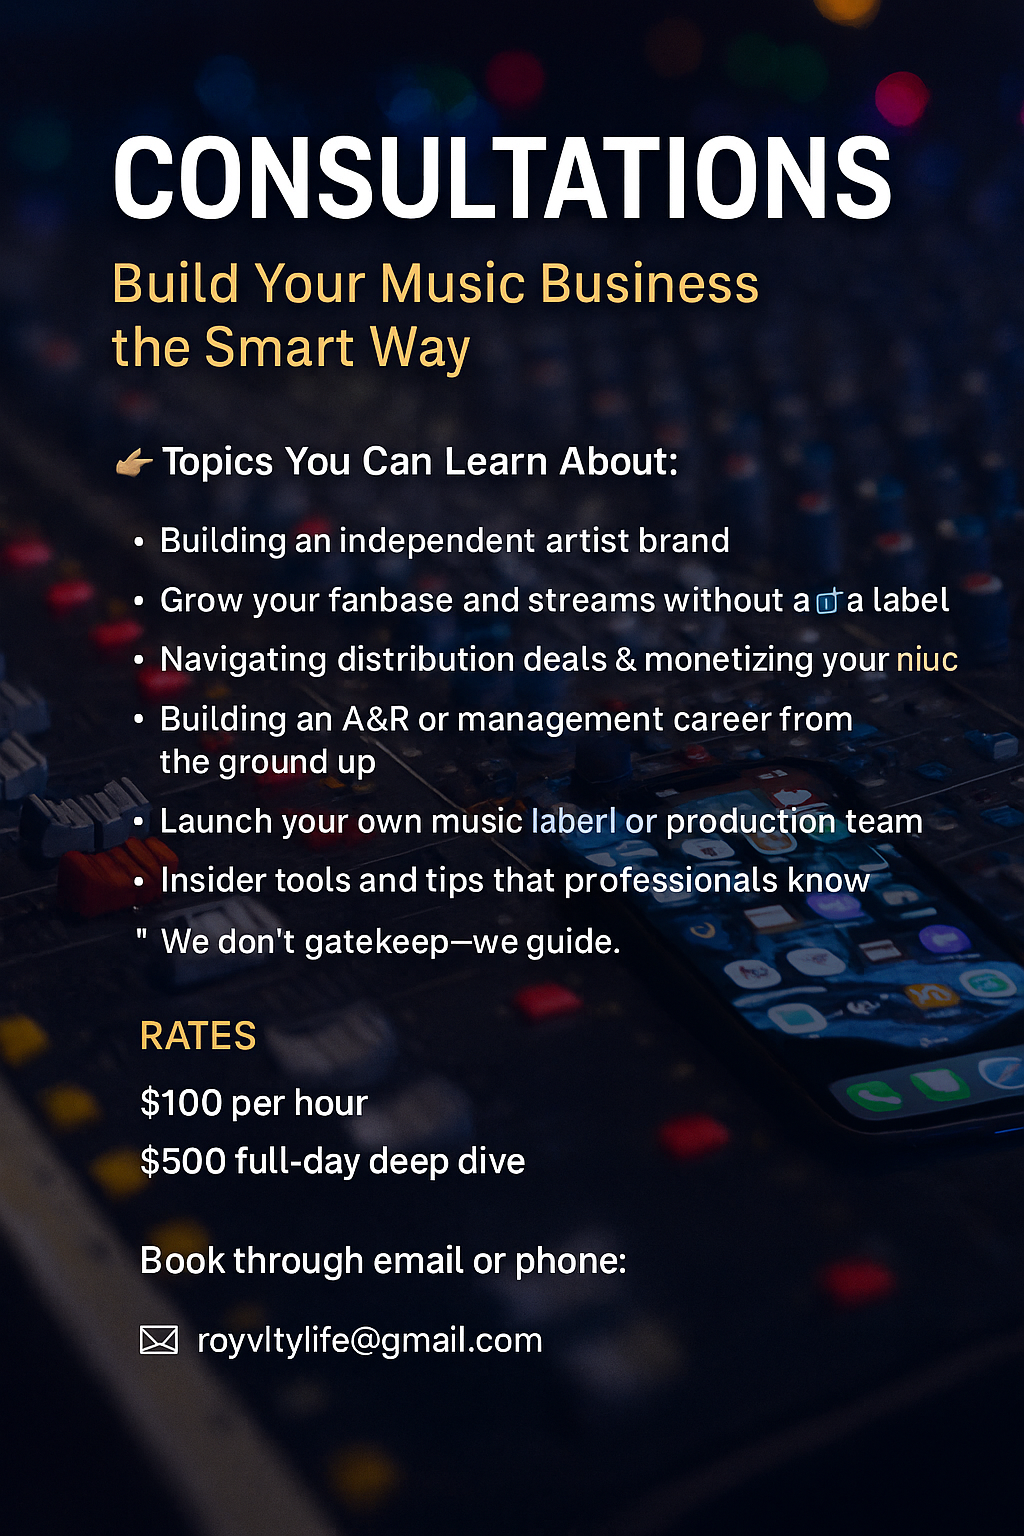 CONSULTATIONS
Build Your Music Business
the Smart Way
👉 Topics You Can Learn About:
• Building an independent artist brand
• Grow your fanbase and streams without a a label
• Navigating distribution deals & monetizing your niuc
• Building an A&R or management career from
the ground up
• Launch your own music laberl or production team
• Insider tools and tips that professionals know
" We don't gatekeep—we guide.
RATES
$100 per hour
$500 full-day deep dive
Book through email or phone:
royvltylife@gmail.com